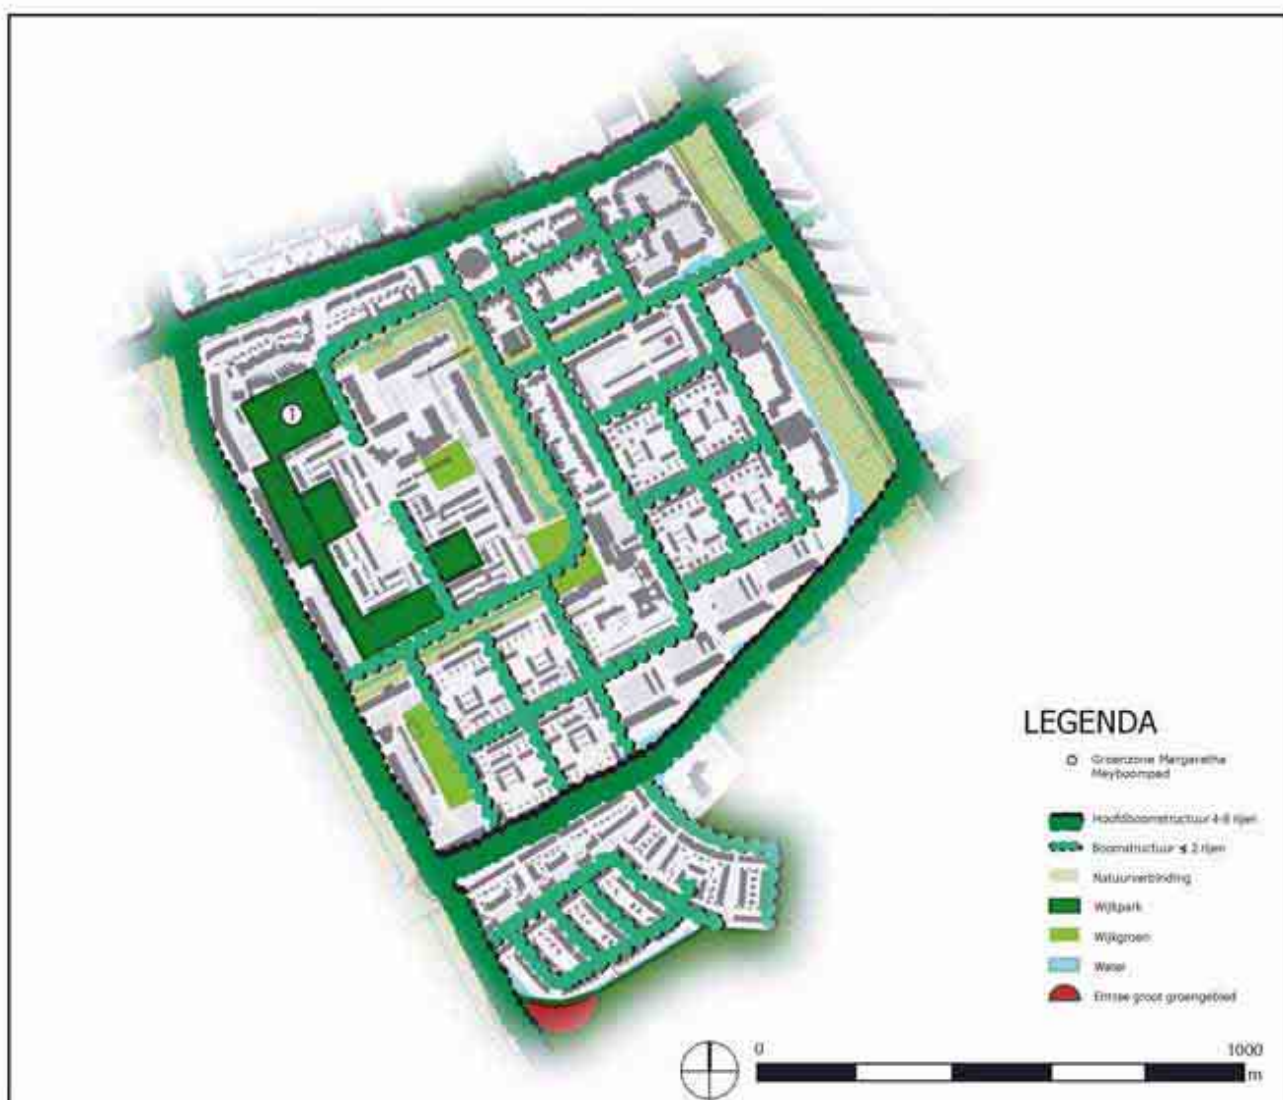 1
LEGENDA
Groenzone Margaretha
Meyboompad
Hoofdboomstructuur 4-8 rijen
Boomstructuur ≤ 2 rijen
Natuurverbinding
Wijkpark
Wijkgroen
Water
Entree groot groengebied
0 1000
m